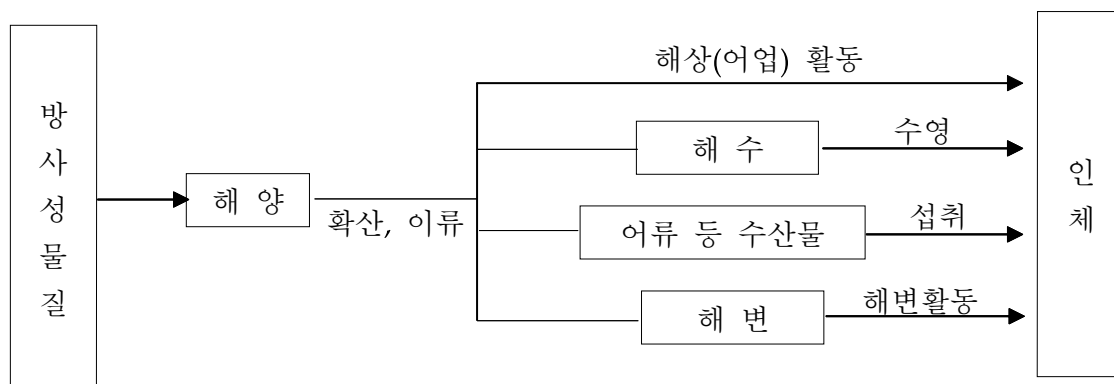 방사성물질
해 양
확산, 이류
해상(어업) 활동
해 수
수영
어류 등 수산물
섭취
해 변
해변활동
인체